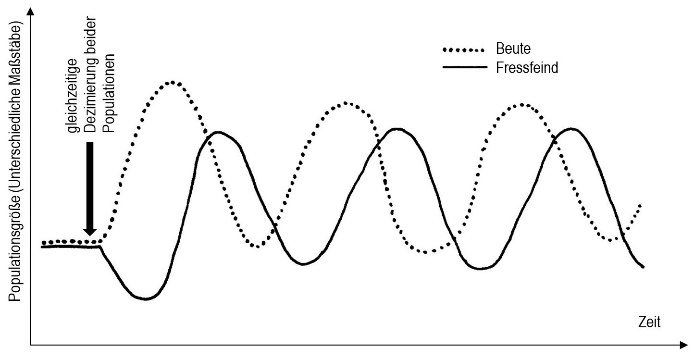 Populationsgröße (Unterschiedliche Maßstäbe)
gleichzeitige
Dezimierung beider
Populationen
Beute
Fressfeind
Zeit